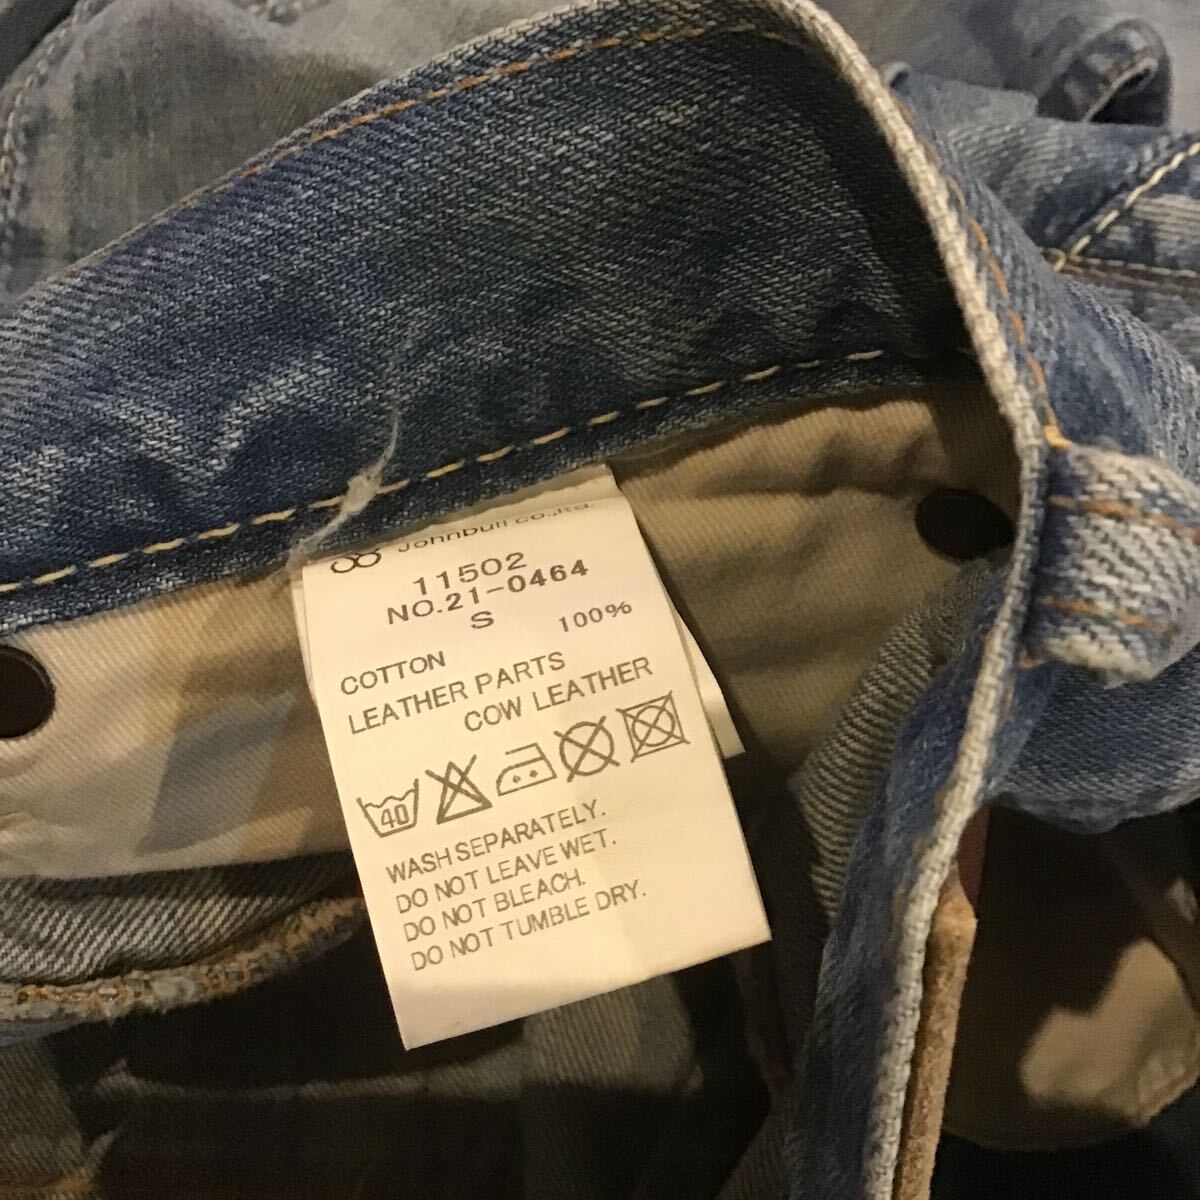 Johnbull co.,ltd.
11502
NO.21-0464
S
COTTON 100%
LEATHER PARTS
COW LEATHER
40
WASH SEPARATELY.
DO NOT LEAVE WET.
DO NOT BLEACH.
DO NOT TUMBLE DRY.